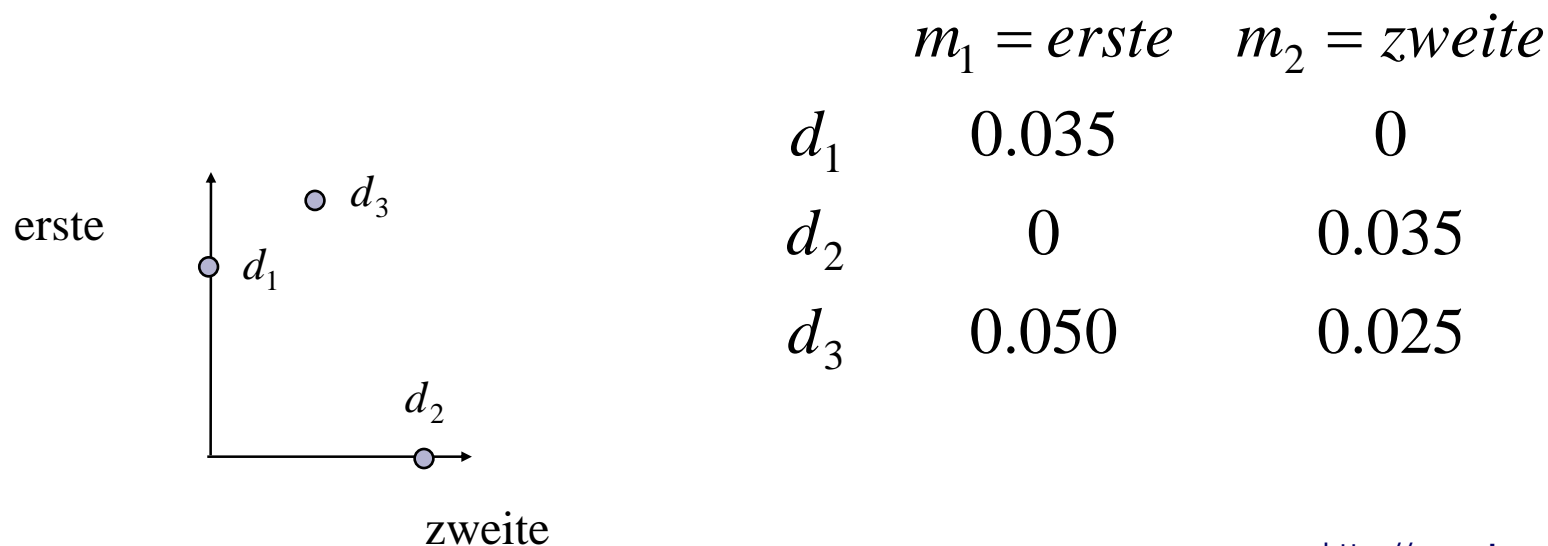 m₁ = erste m₂ = zweite
d₁ 0.035 0
d₂ 0 0.035
d₃ 0.050 0.025
d₃
erste
d₁
d₂
zweite